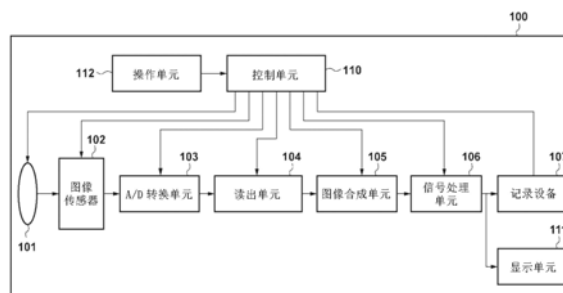 100
112
操作单元
控制单元
110
102
图像
传感器
103
A/D 转换单元
104
读出单元
105
图像合成单元
106
信号处理
单元
107
记录设备
101
显示单元